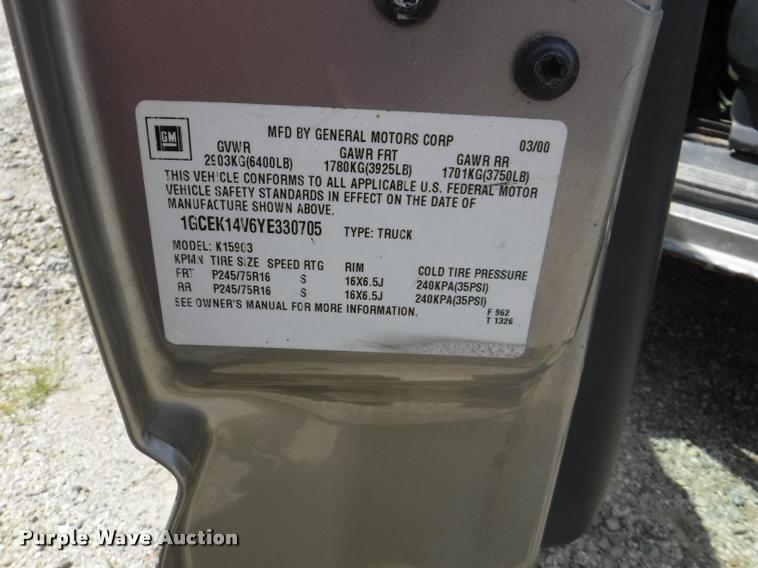 GM
MFD BY GENERAL MOTORS CORP 03/00
GVWR GAWR FRT GAWR RR
2903KG(6400LB) 1780KG(3925LB) 1701KG(3750LB)
THIS VEHICLE CONFORMS TO ALL APPLICABLE U.S. FEDERAL MOTOR
VEHICLE SAFETY STANDARDS IN EFFECT ON THE DATE OF
MANUFACTURE SHOWN ABOVE.
1GCEK14V6YE330705 TYPE: TRUCK
MODEL: K15903
KPMN TIRE SIZE SPEED RTG RIM COLD TIRE PRESSURE
FRT P245/75R16 S 16X6.5J 240KPA(35PSI)
RR P245/75R16 S 16X6.5J 240KPA(35PSI)
SEE OWNER'S MANUAL FOR MORE INFORMATION.
F 962
T 1326
Purple Wave Auction